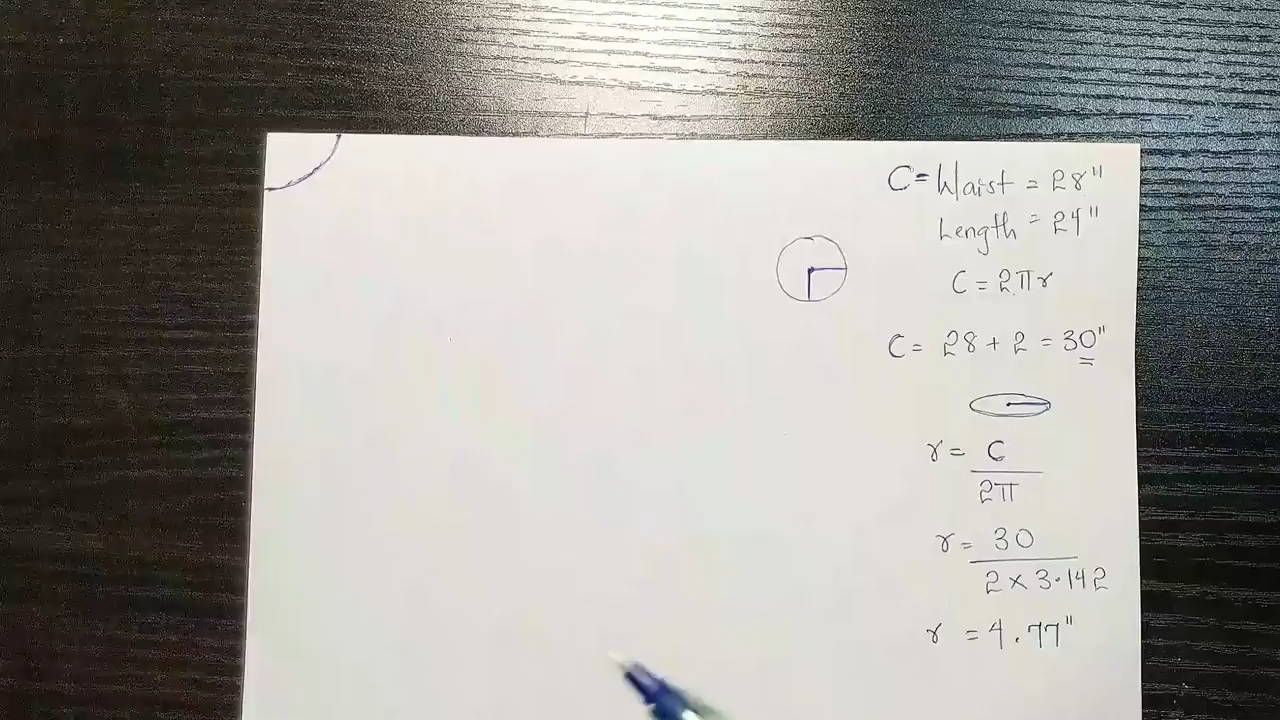 C = Waist = 28"
Length = 24"
C = 2πr
C = 28 + 2 = 30"
r = C
2π
r = 30
2 x 3.142
r = 4.77"